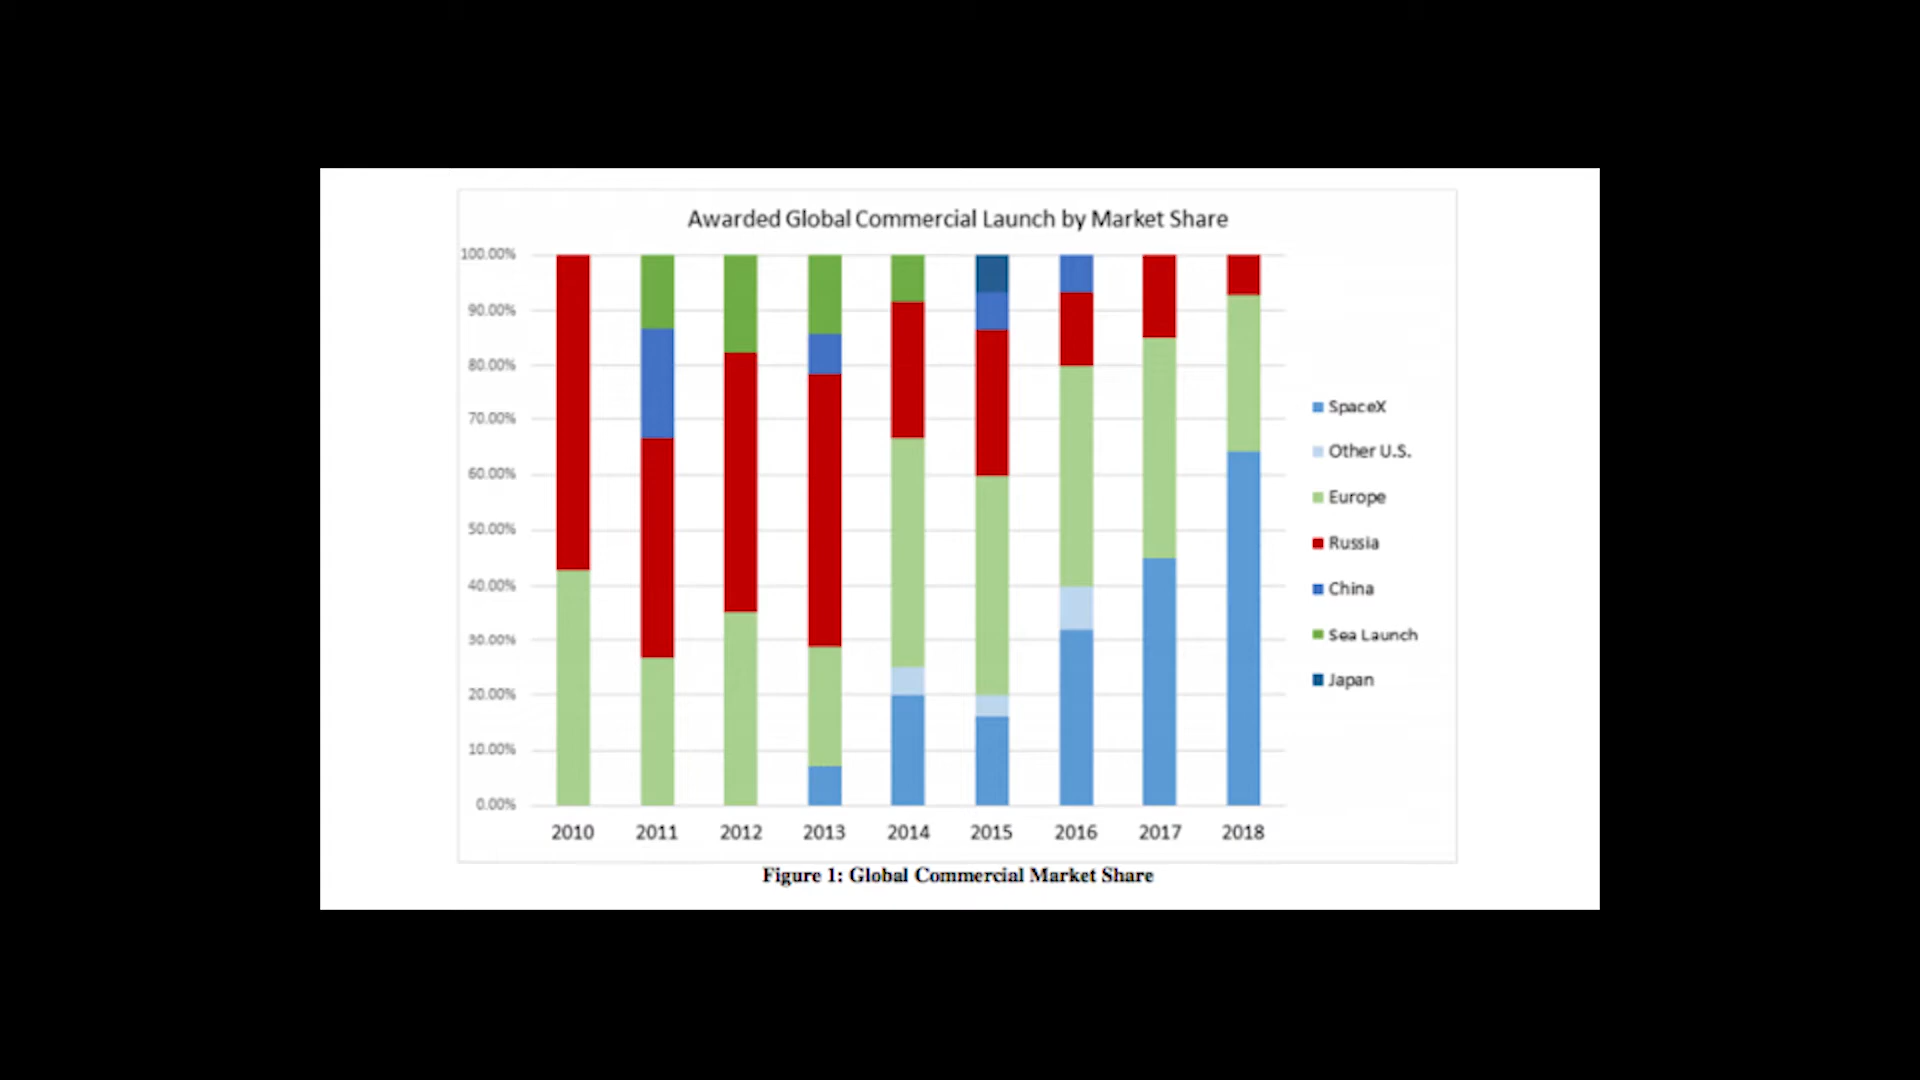 Awarded Global Commercial Launch by Market Share
100.00%
90.00%
80.00%
70.00%
60.00%
50.00%
40.00%
30.00%
20.00%
10.00%
0.00%
2010 2011 2012 2013 2014 2015 2016 2017 2018
SpaceX
Other U.S.
Europe
Russia
China
Sea Launch
Japan
Figure 1: Global Commercial Market Share